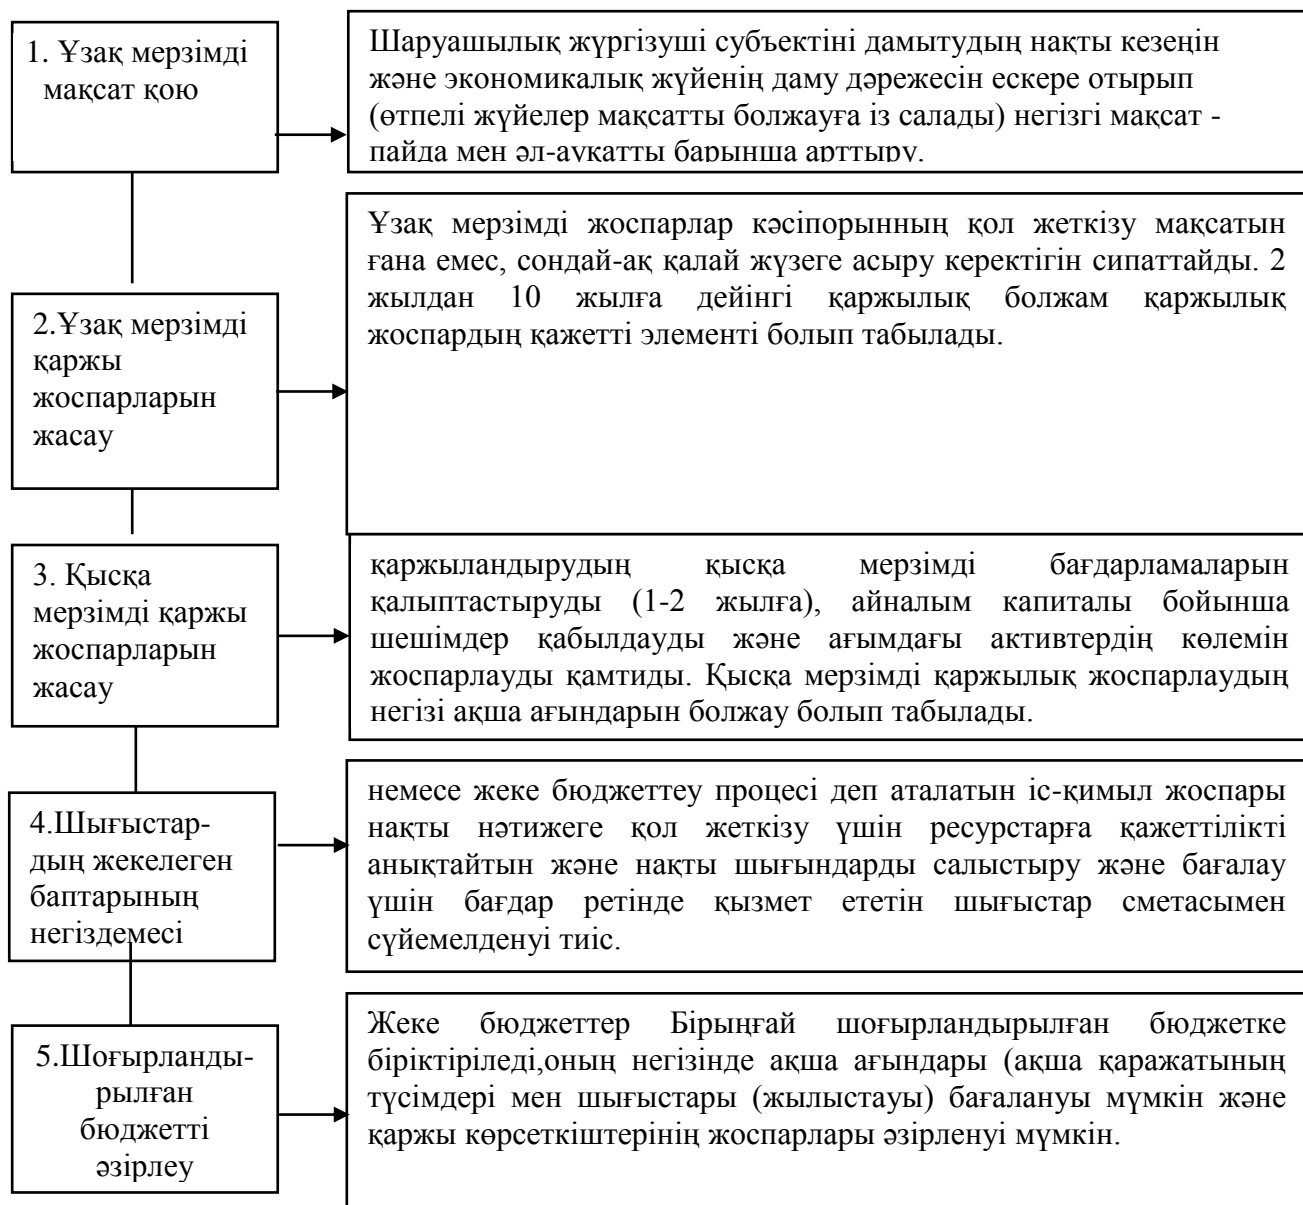 1. Ұзақ мерзімді
мақсат қою
Шаруашылық жүргізуші субъектіні дамытудың нақты кезеңін
және экономикалық жүйенің даму дәрежесін ескере отырып
(өтпелі жүйелер мақсатты болжауға із салады) негізгі мақсат -
пайда мен әл-ауқатты барынша арттыру.
2.Ұзақ мерзімді
қаржы
жоспарларын
жасау
Ұзақ мерзімді жоспарлар кәсіпорынның қол жеткізу мақсатын
ғана емес, сондай-ақ қалай жүзеге асыру керектігін сипаттайды. 2
жылдан 10 жылға дейінгі қаржылық болжам қаржылық
жоспардың қажетті элементі болып табылады.
3. Қысқа
мерзімді қаржы
жоспарларын
жасау
қаржыландырудың қысқа мерзімді бағдарламаларын
қалыптастыруды (1-2 жылға), айналым капиталы бойынша
шешімдер қабылдауды және ағымдағы активтердің көлемін
жоспарлауды қамтиды. Қысқа мерзімді қаржылық жоспарлаудың
негізі ақша ағындарын болжау болып табылады.
4.Шығыстар-
дың жекелеген
баптарының
негіздемесі
немесе жеке бюджеттеу процесі деп аталатын іс-қимыл жоспары
нақты нәтижеге қол жеткізу үшін ресурстарға қажеттілікті
анықтайтын және нақты шығындарды салыстыру және бағалау
үшін бағдар ретінде қызмет ететін шығыстар сметасымен
сүйемелденуі тиіс.
5.Шоғырланды-
рылған
бюджетті
әзірлеу
Жеке бюджеттер Бірыңғай шоғырландырылған бюджетке
біріктіріледі,оның негізінде ақша ағындары (ақша қаражатының
түсімдері мен шығыстары (жылыстауы) бағалануы мүмкін және
қаржы көрсеткіштерінің жоспарлары әзірленуі мүмкін.